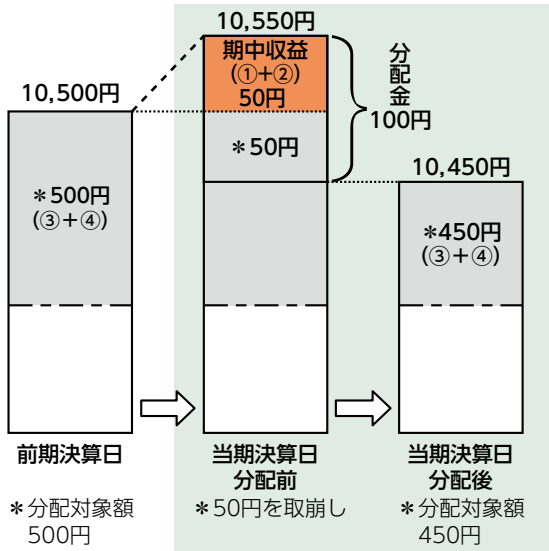 10,550円
期中収益
(①+②)
50円
分配金
100円
10,500円
*50円
10,450円
*500円
(③+④)
*450円
(③+④)
前期決算日
当期決算日
分配前
当期決算日
分配後
*分配対象額
500円
*50円を取崩し
*分配対象額
450円